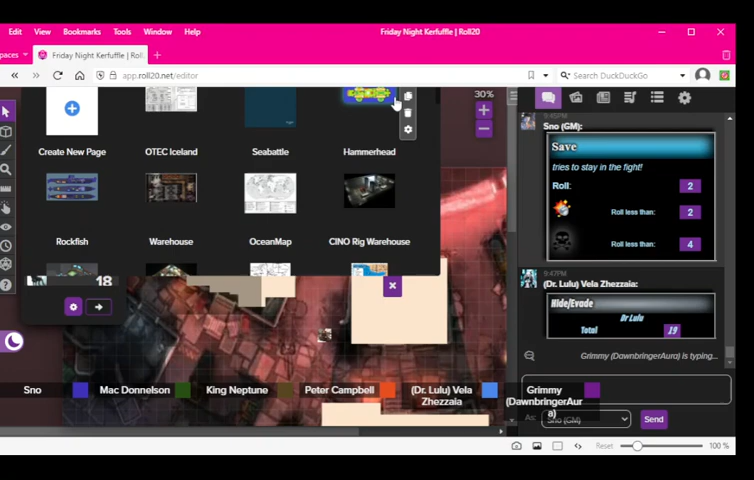 Edit View Bookmarks Tools Window Help Friday Night Kerfuffle | Roll20
paces Friday Night Kerfuffle | Roll
app.roll20.net/editor Search DuckDuckGo
30%
Create New Page OTEC Iceland Seabattle Hammerhead
Rockfish Warehouse OceanMap CINO Rig Warehouse
18
9:45PM
Sno (GM):
Save
tries to stay in the fight!
Roll: 2
Roll less than: 2
Roll less than: 4
9:47PM
(Dr. Lulu) Vela Zhezzaia:
Hide/Evade
Dr Lulu
Total 19
Grimmy (DawnbringerAura) is typing...
Sno Mac Donnelson King Neptune Peter Campbell (Dr. Lulu) Vela Zhezzaia Grimmy (DawnbringerAura)
As: Sno (GM) Send
Reset 100 %